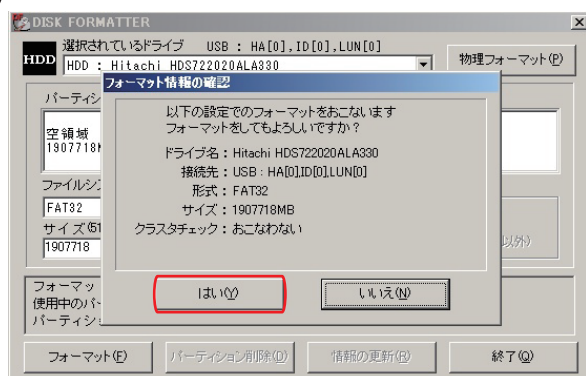 DISK FORMATTER
選択されているドライブ USB : HA[0],ID[0],LUN[0]
HDD
HDD : Hitachi HDS722020ALA330
物理フォーマット(P)
フォーマット情報の確認
以下の設定でのフォーマットをおこないます
フォーマットをしてもよろしいですか？
ドライブ名：Hitachi HDS722020ALA330
接続先：USB : HA[0],ID[0],LUN[0]
形式：FAT32
サイズ：1907718MB
クラスタチェック：おこなわない
はい(Y)
いいえ(N)
パーティシ
空領域
1907718
ファイルシ
FAT32
サイズ
1907718
以外)
フォーマッ
使用中のパ
パーティシ
フォーマット(F)
パーティション削除(D)
情報の更新(R)
終了(Q)